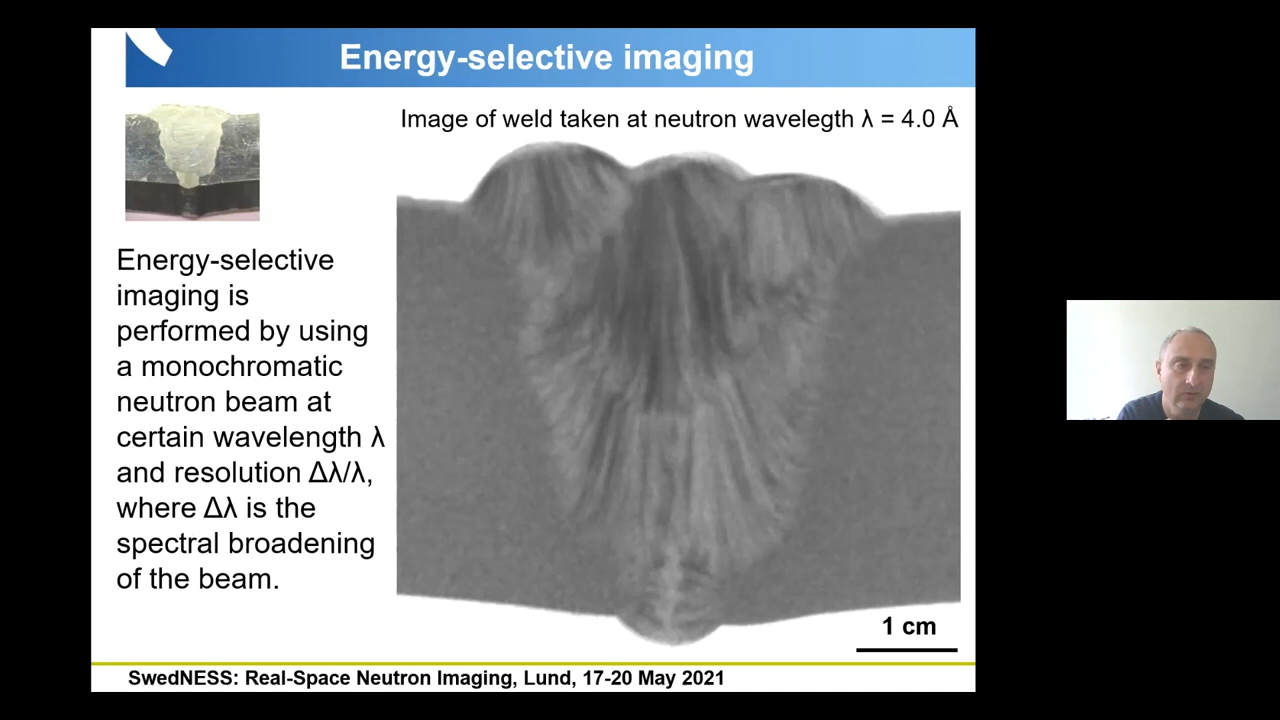 Energy-selective imaging
Image of weld taken at neutron wavelegth λ = 4.0 Å
Energy-selective
imaging is
performed by using
a monochromatic
neutron beam at
certain wavelength λ
and resolution Δλ/λ,
where Δλ is the
spectral broadening
of the beam.
1 cm
SwedNESS: Real-Space Neutron Imaging, Lund, 17-20 May 2021